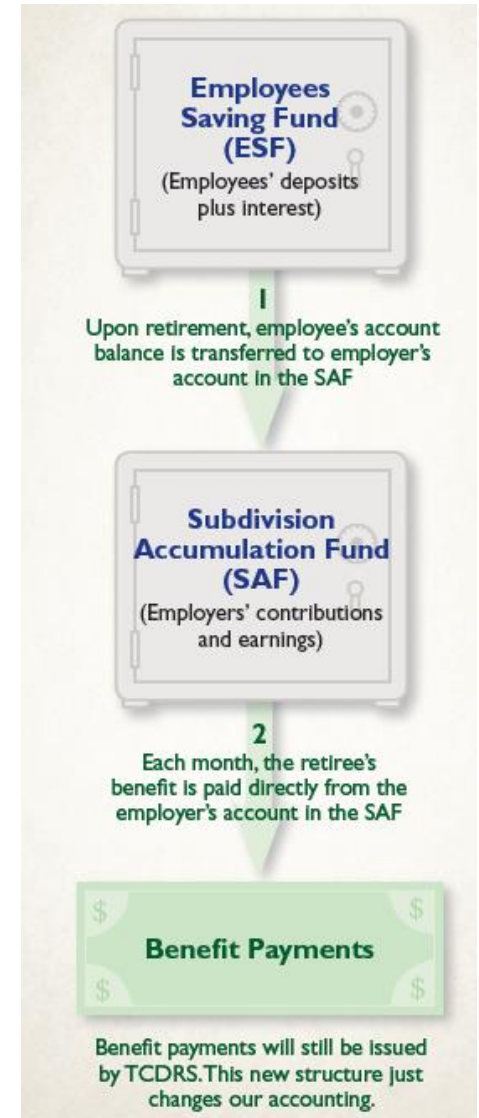 Employees
Saving Fund
(ESF)
(Employees' deposits
plus interest)
1
Upon retirement, employee's account
balance is transferred to employer's
account in the SAF
Subdivision
Accumulation Fund
(SAF)
(Employers' contributions
and earnings)
2
Each month, the retiree's
benefit is paid directly from the
employer's account in the SAF
$ $
Benefit Payments
$ $
Benefit payments will still be issued
by TCDRS. This new structure just
changes our accounting.